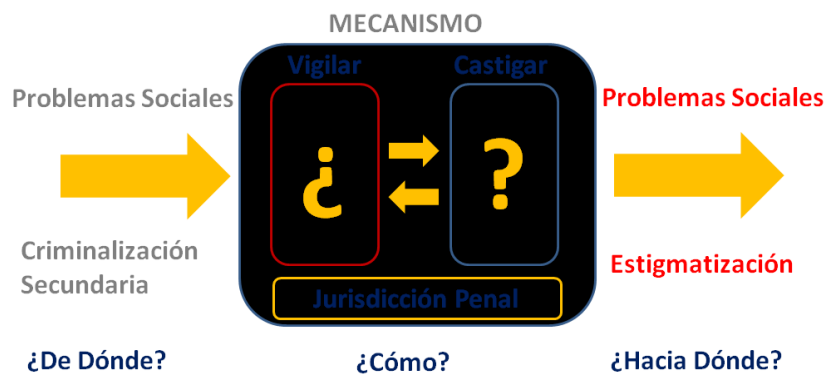 MECANISMO
Vigilar
Castigar
Problemas Sociales
¿
?
Problemas Sociales
Criminalización
Secundaria
Estigmatización
Jurisdicción Penal
¿De Dónde?
¿Cómo?
¿Hacia Dónde?